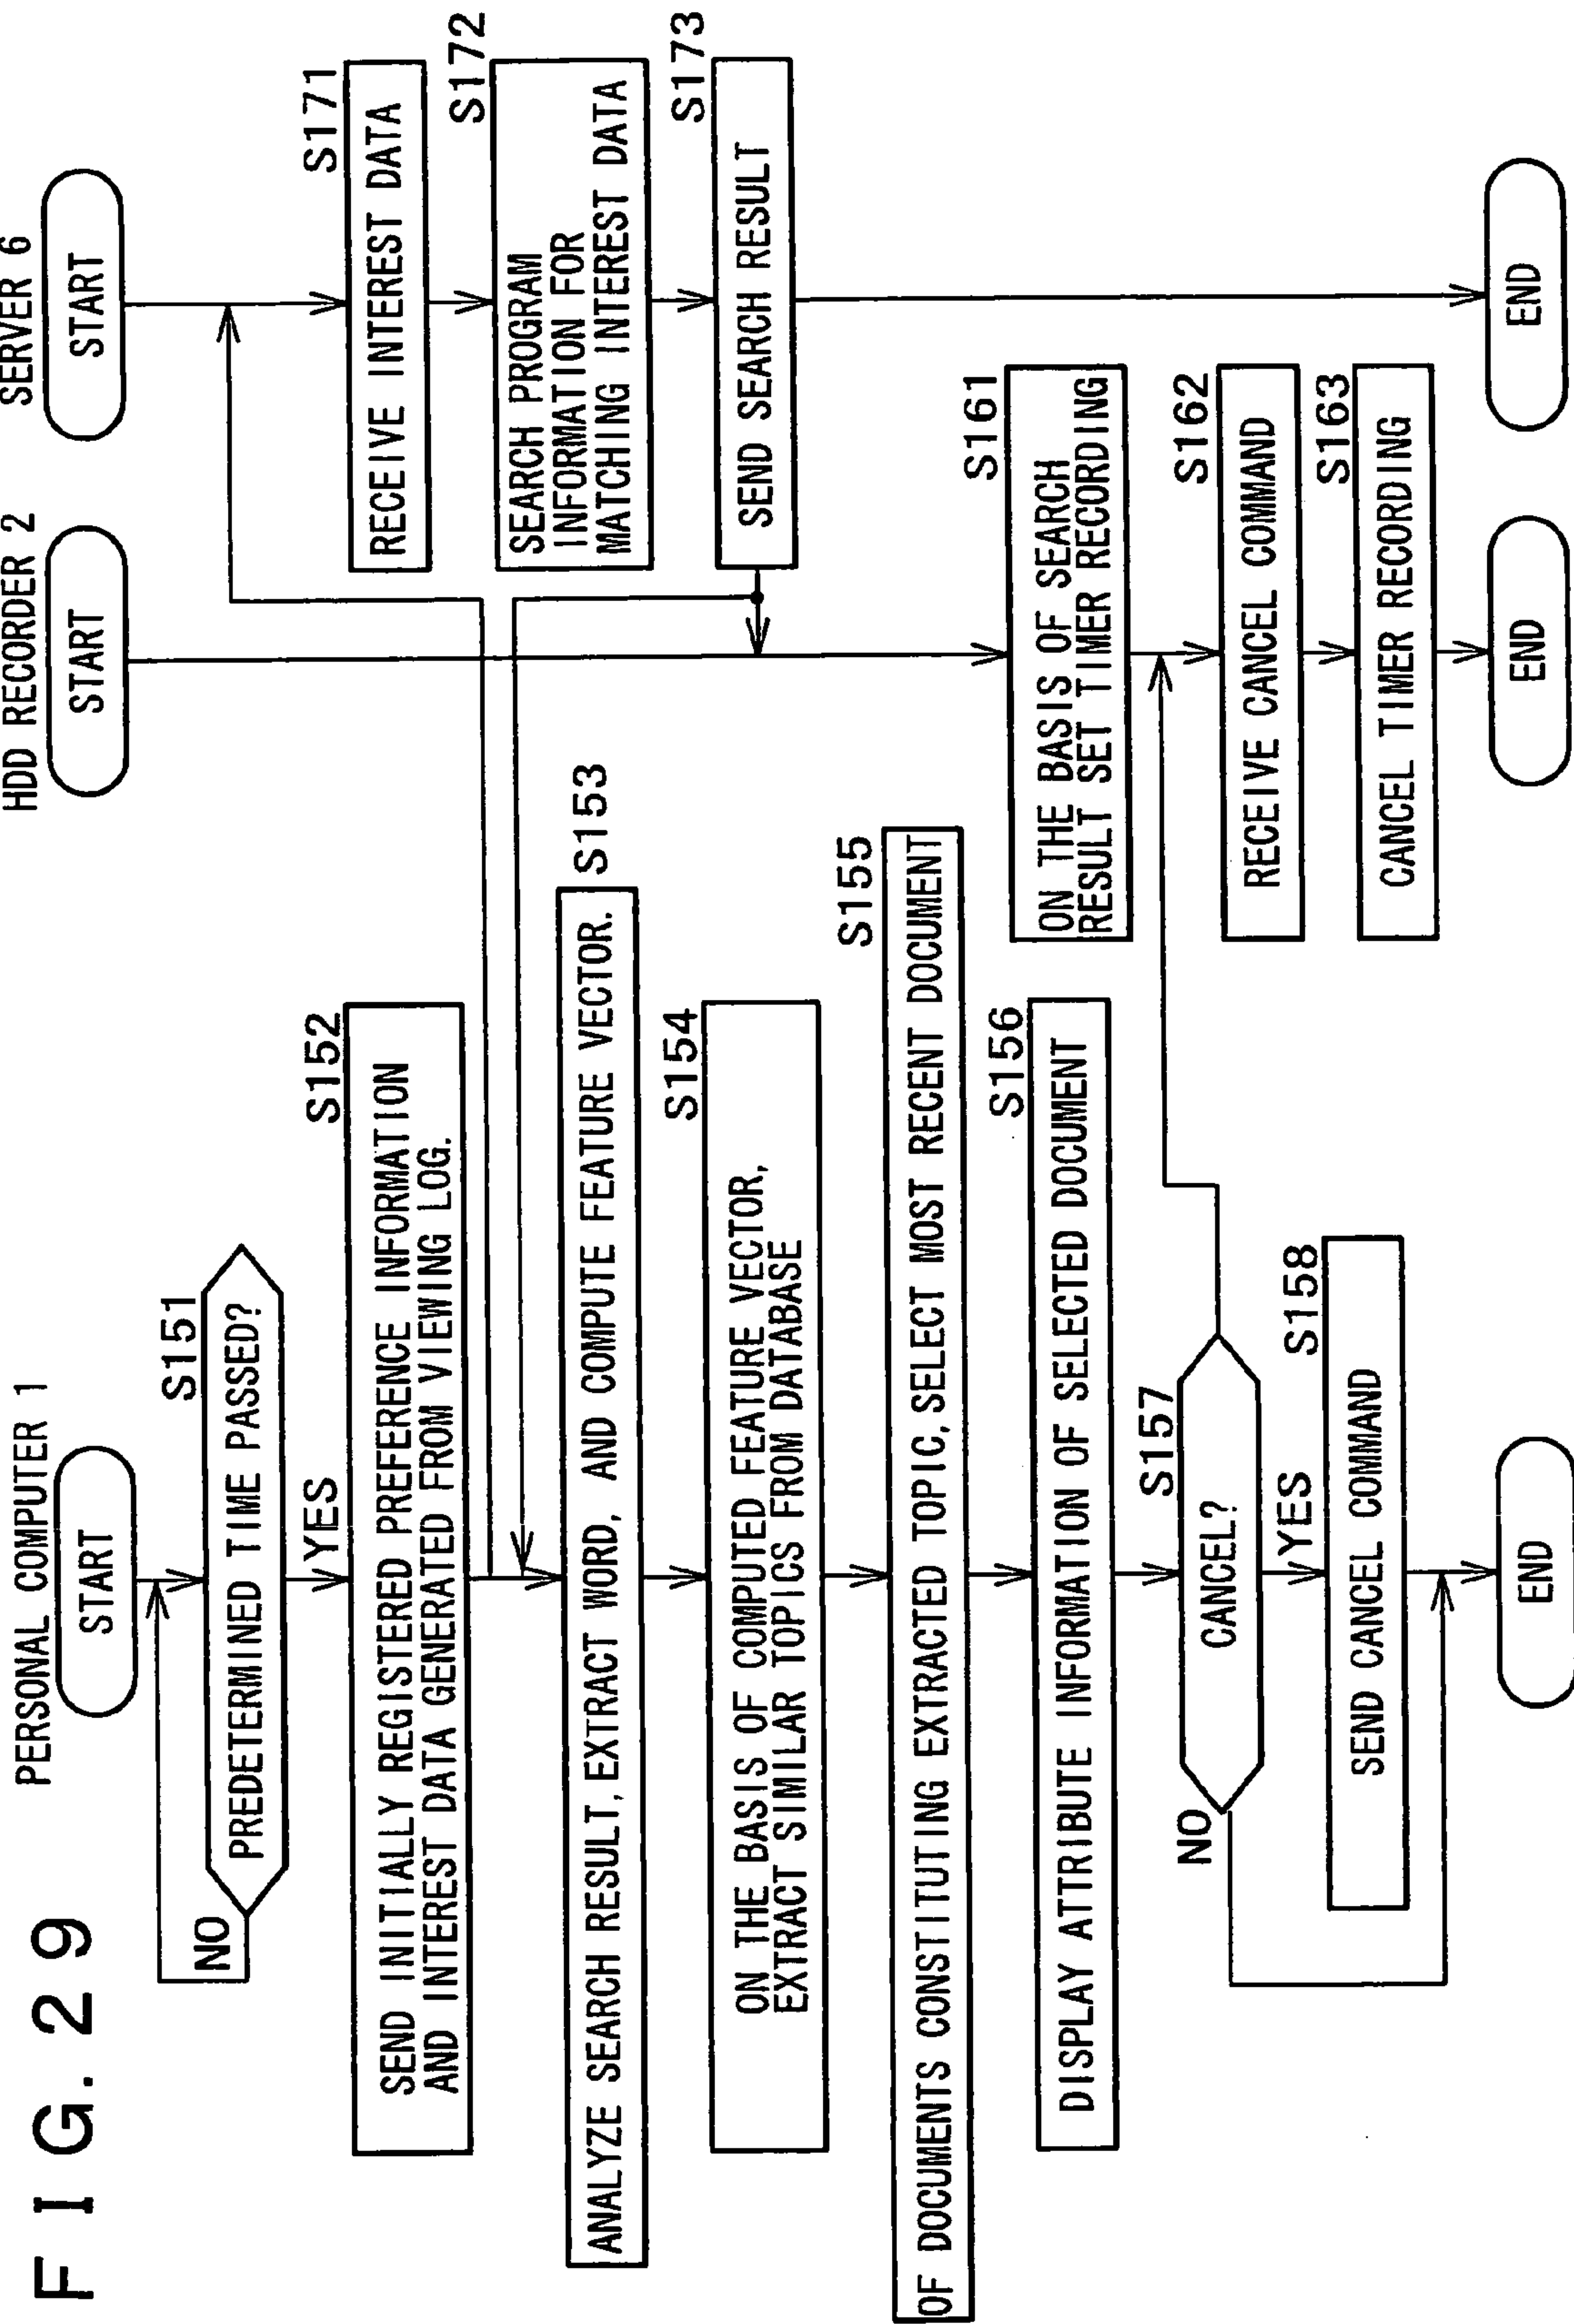 FIG. 29
PERSONAL COMPUTER 1
START
S151
PREDETERMINED TIME PASSED?
NO
YES
S152
SEND INITIALLY REGISTERED PREFERENCE INFORMATION
AND INTEREST DATA GENERATED FROM VIEWING LOG.
S153
ANALYZE SEARCH RESULT, EXTRACT WORD, AND COMPUTE FEATURE VECTOR.
S154
ON THE BASIS OF COMPUTED FEATURE VECTOR,
EXTRACT SIMILAR TOPICS FROM DATABASE
S155
OF DOCUMENTS CONSTITUTING EXTRACTED TOPIC, SELECT MOST RECENT DOCUMENT
S156
DISPLAY ATTRIBUTE INFORMATION OF SELECTED DOCUMENT
S157
CANCEL?
NO
YES
S158
SEND CANCEL COMMAND
END
HDD RECORDER 2
START
S161
ON THE BASIS OF SEARCH
RESULT SET TIMER RECORDING
S162
RECEIVE CANCEL COMMAND
S163
CANCEL TIMER RECORDING
END
SERVER 6
START
S171
RECEIVE INTEREST DATA
S172
SEARCH PROGRAM
INFORMATION FOR
MATCHING INTEREST DATA
S173
SEND SEARCH RESULT
END